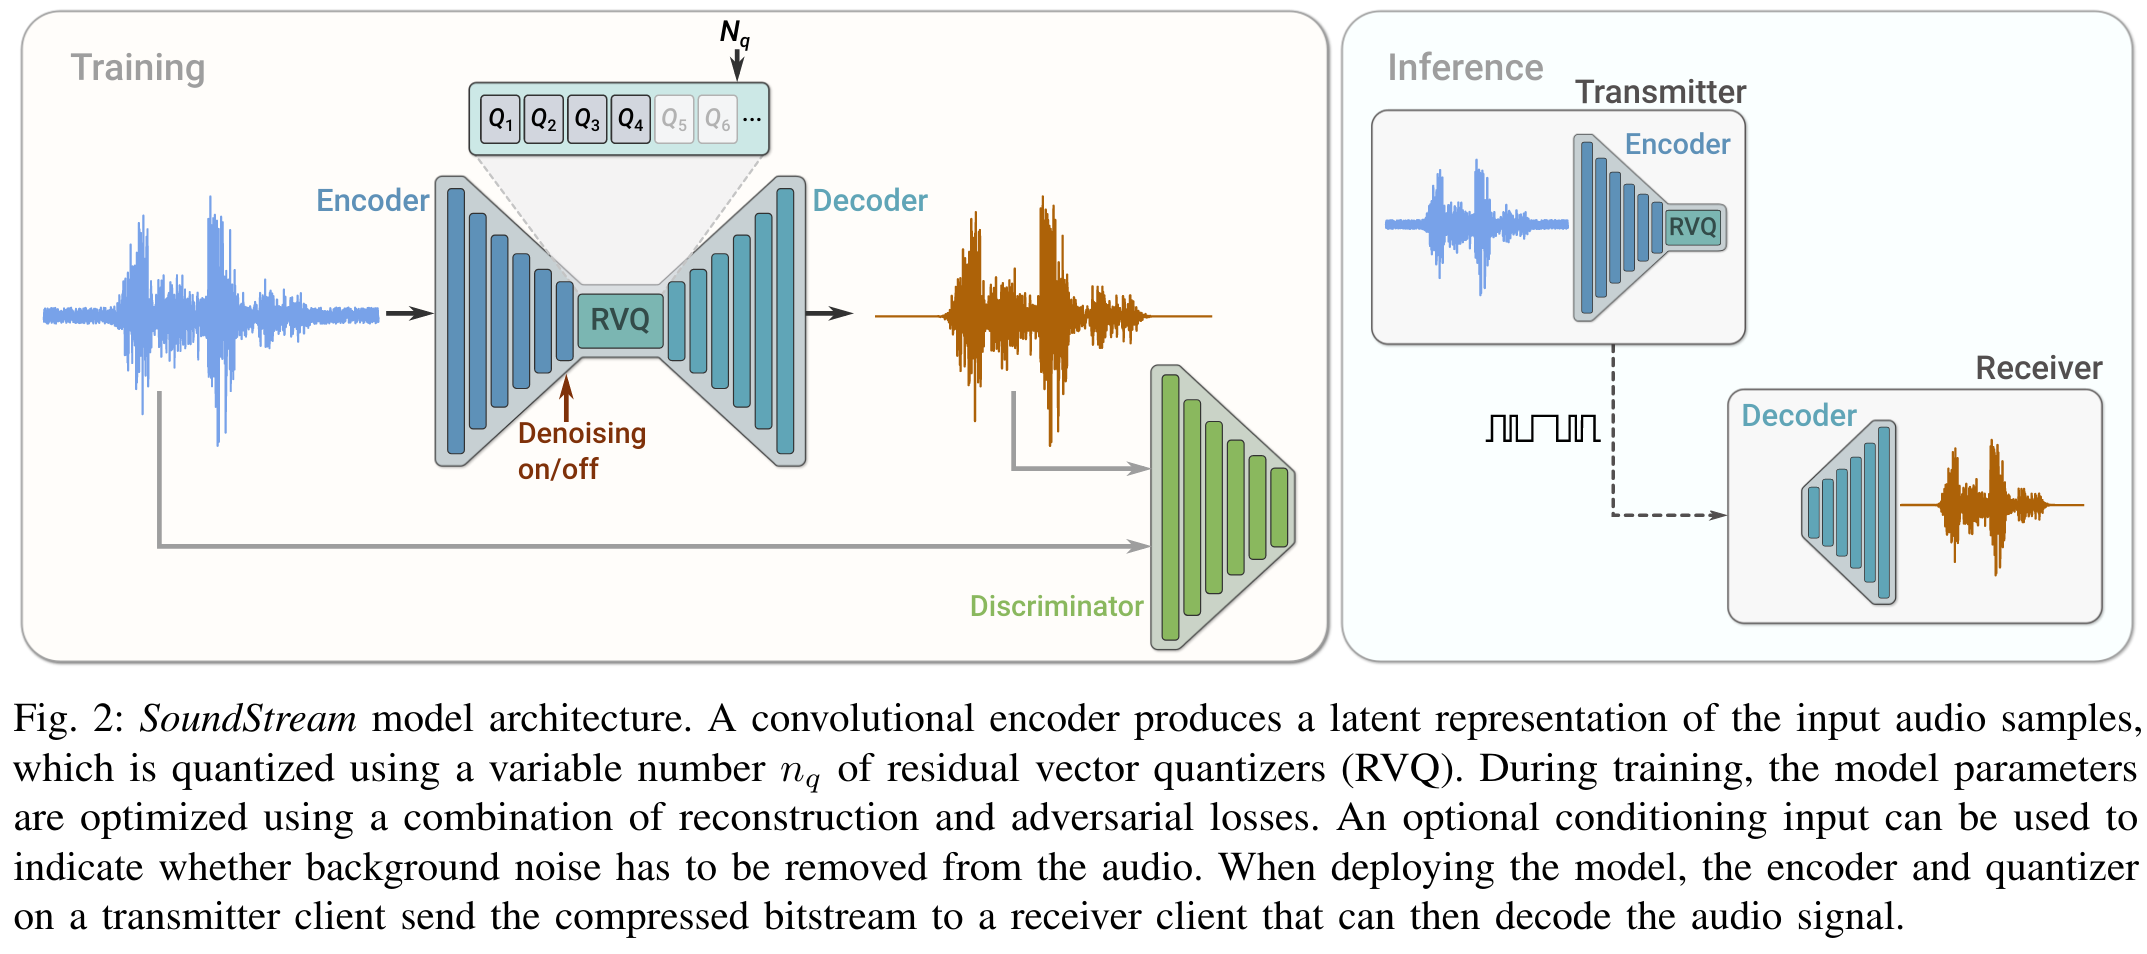 Training
N_q
Q_1 Q_2 Q_3 Q_4 Q_5 Q_6 ...
Encoder
Decoder
RVQ
Denoising
on/off
Discriminator
Inference
Transmitter
Encoder
RVQ
Receiver
Decoder
Fig. 2: SoundStream model architecture. A convolutional encoder produces a latent representation of the input audio samples,
which is quantized using a variable number n_q of residual vector quantizers (RVQ). During training, the model parameters
are optimized using a combination of reconstruction and adversarial losses. An optional conditioning input can be used to
indicate whether background noise has to be removed from the audio. When deploying the model, the encoder and quantizer
on a transmitter client send the compressed bitstream to a receiver client that can then decode the audio signal.